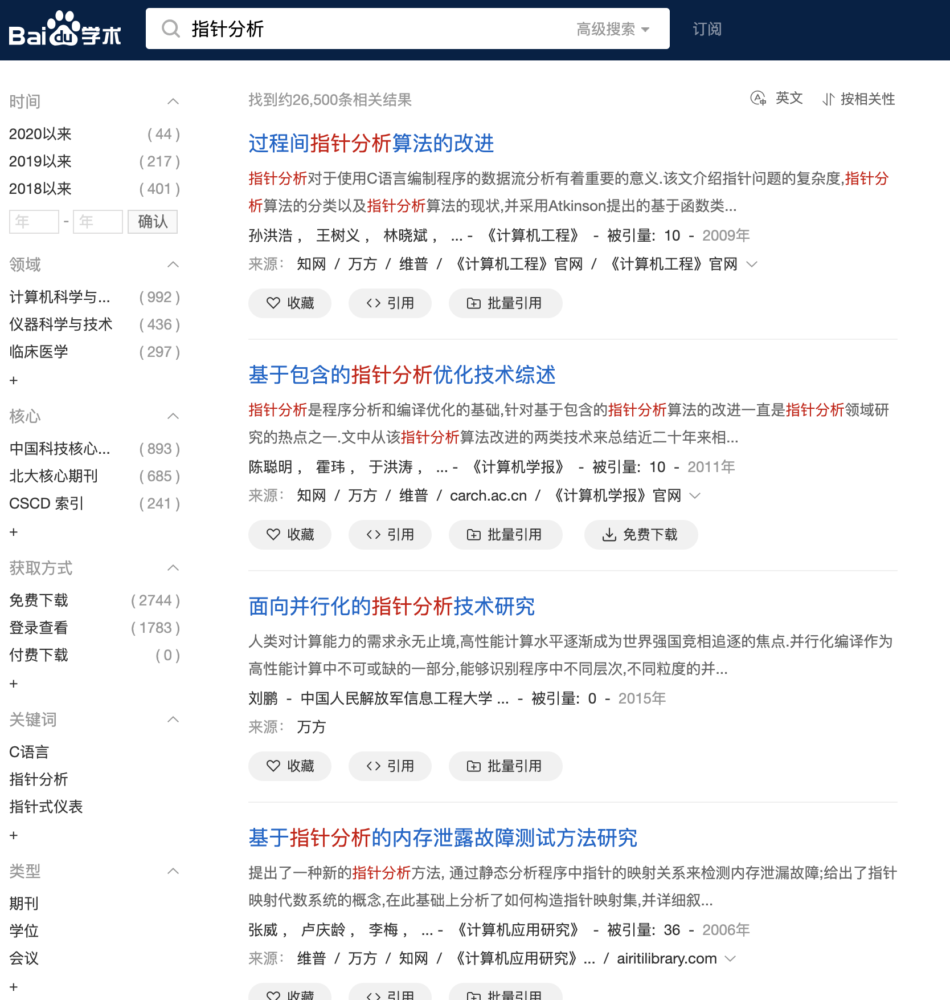 Baidu学术
指针分析
高级搜索
订阅
时间
2020以来 (44)
2019以来 (217)
2018以来 (401)
年 - 年 确认
领域
计算机科学与... (992)
仪器科学与技术 (436)
临床医学 (297)
+
核心
中国科技核心... (893)
北大核心期刊 (685)
CSCD 索引 (241)
+
获取方式
免费下载 (2744)
登录查看 (1783)
付费下载 (0)
+
关键词
C语言
指针分析
指针式仪表
+
类型
期刊
学位
会议
+
找到约26,500条相关结果
英文 按相关性
过程间指针分析算法的改进
指针分析对于使用C语言编制程序的数据流分析有着重要的意义.该文介绍指针问题的复杂度,指针分
析算法的分类以及指针分析算法的现状,并采用Atkinson提出的基于函数类...
孙洪浩， 王树义， 林晓斌， ... - 《计算机工程》 - 被引量: 10 - 2009年
来源： 知网 / 万方 / 维普 / 《计算机工程》官网 / 《计算机工程》官网
收藏 <> 引用 批量引用
基于包含的指针分析优化技术综述
指针分析是程序分析和编译优化的基础,针对基于包含的指针分析算法的改进一直是指针分析领域研
究的热点之一.文中从该指针分析算法改进的两类技术来总结近二十年来相...
陈聪明， 霍玮， 于洪涛， ... - 《计算机学报》 - 被引量: 10 - 2011年
来源： 知网 / 万方 / 维普 / carch.ac.cn / 《计算机学报》官网
收藏 <> 引用 批量引用 免费下载
面向并行化的指针分析技术研究
人类对计算能力的需求永无止境,高性能计算水平逐渐成为世界强国竞相追逐的焦点.并行化编译作为
高性能计算中不可或缺的一部分,能够识别程序中不同层次,不同粒度的并...
刘鹏 - 中国人民解放军信息工程大学 ... - 被引量: 0 - 2015年
来源： 万方
收藏 <> 引用 批量引用
基于指针分析的内存泄露故障测试方法研究
提出了一种新的指针分析方法, 通过静态分析程序中指针的映射关系来检测内存泄漏故障;给出了指针
映射代数系统的概念,在此基础上分析了如何构造指针映射集,并详细叙...
张威， 卢庆龄， 李梅， ... - 《计算机应用研究》 - 被引量: 36 - 2006年
来源： 维普 / 万方 / 知网 / 《计算机应用研究》... / airitilibrary.com
收藏 <> 引用 批量引用